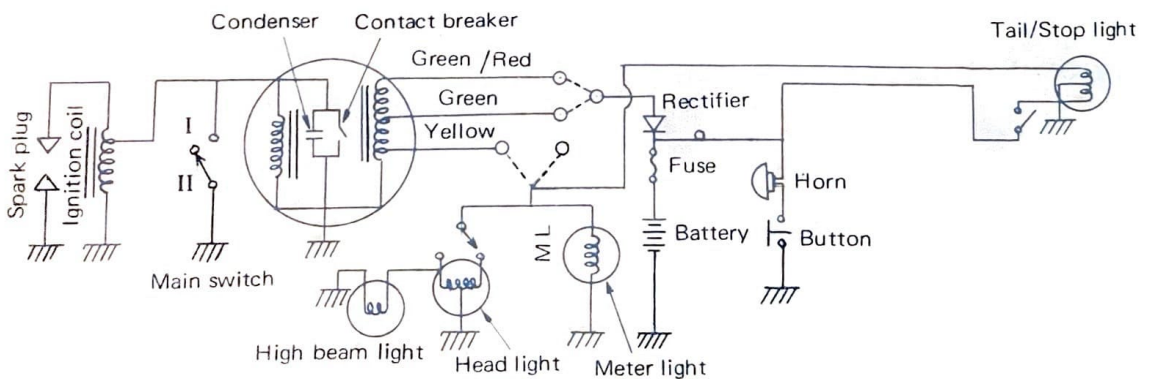 Condenser
Contact breaker
Tail/Stop light
Green /Red
Green
Yellow
Rectifier
Fuse
Battery
Horn
Button
Spark plug
Ignition coil
I
II
Main switch
High beam light
Head light
ML
Meter light